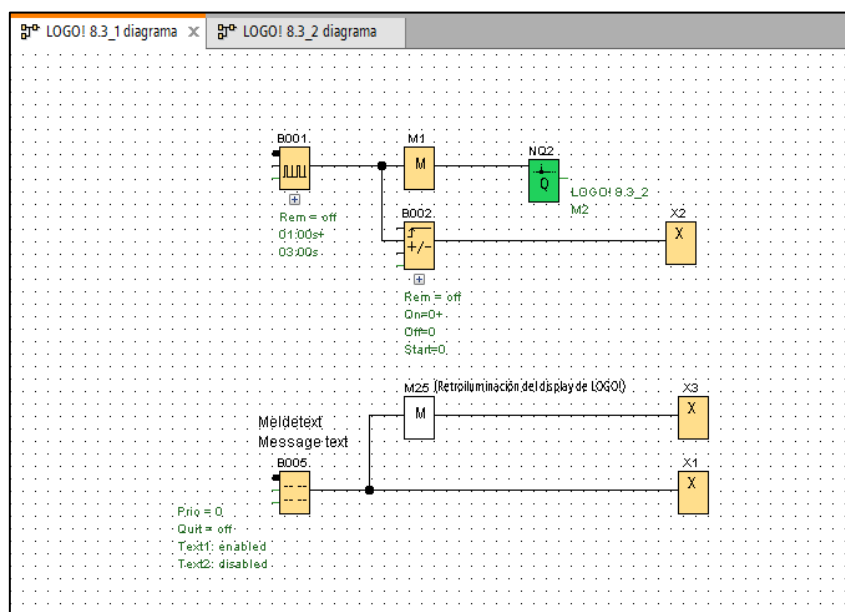 LOGO! 8.3_1 diagrama
LOGO! 8.3_2 diagrama
B001
M1
M
NQ2
Q
LOGO! 8.3_2
M2
Rem = off
01:00s+
03:00s
B002
+/-
X2
X
Rem = off
On=0+
Off=0
Start=0
M25 (Retroiluminación del display de LOGO!)
M
X3
X
Meldetext
Message text
B005
X1
X
Prio = 0
Quit = off
Text1: enabled
Text2: disabled